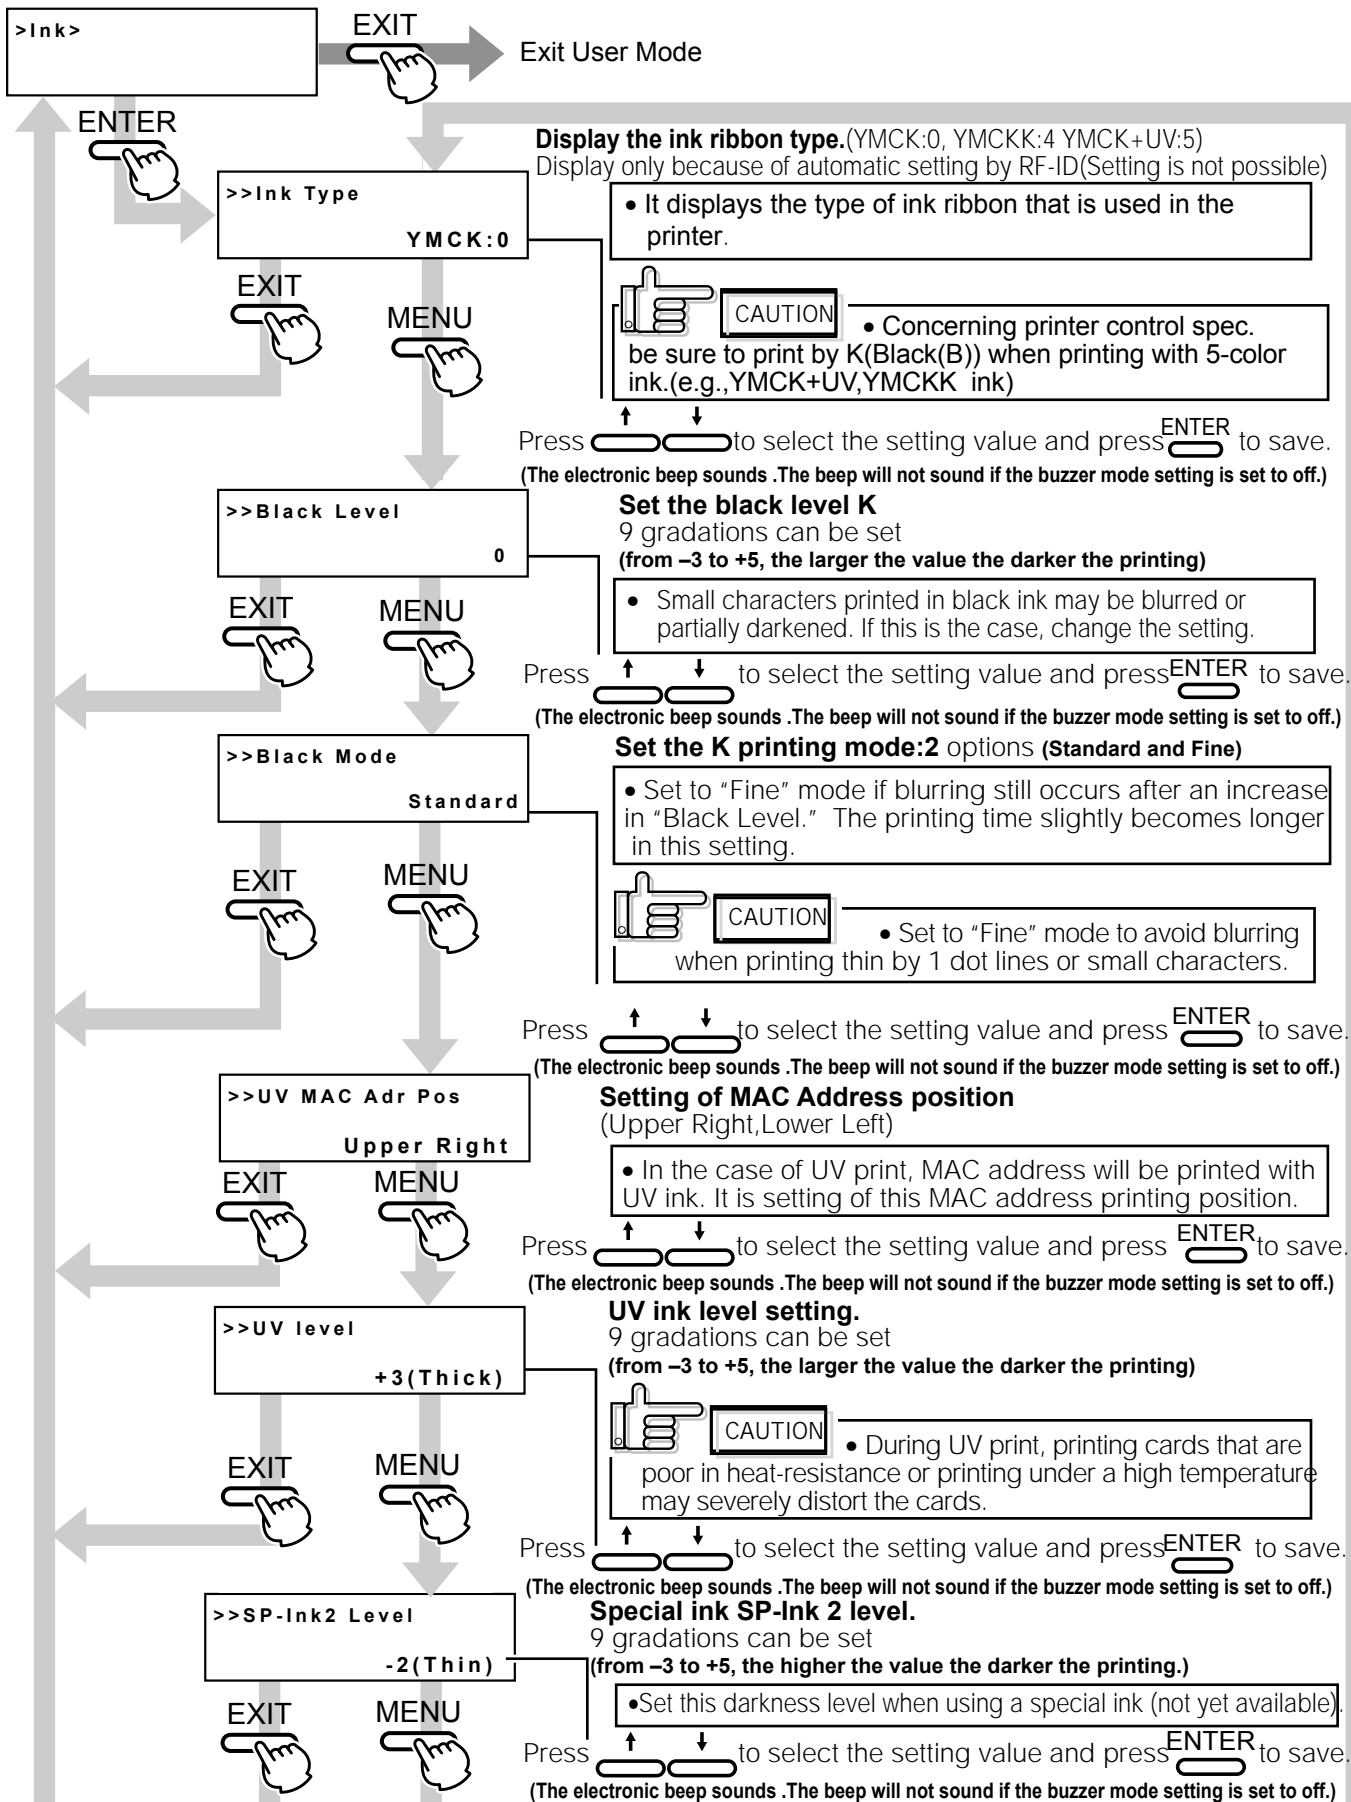 >Ink>
EXIT
Exit User Mode
ENTER
Display the ink ribbon type.(YMCK:0, YMCKK:4 YMCK+UV:5)
Display only because of automatic setting by RF-ID(Setting is not possible)
>>Ink Type
YMCK:0
• It displays the type of ink ribbon that is used in the
printer.
EXIT
MENU
CAUTION
• Concerning printer control spec.
be sure to print by K(Black(B)) when printing with 5-color
ink.(e.g.,YMCK+UV,YMCKK ink)
Press ↑ ↓ to select the setting value and press ENTER to save.
(The electronic beep sounds .The beep will not sound if the buzzer mode setting is set to off.)
>>Black Level
0
Set the black level K
9 gradations can be set
(from –3 to +5, the larger the value the darker the printing)
EXIT
MENU
• Small characters printed in black ink may be blurred or
partially darkened. If this is the case, change the setting.
Press ↑ ↓ to select the setting value and press ENTER to save.
(The electronic beep sounds .The beep will not sound if the buzzer mode setting is set to off.)
>>Black Mode
Standard
Set the K printing mode:2 options (Standard and Fine)
• Set to "Fine" mode if blurring still occurs after an increase
in "Black Level." The printing time slightly becomes longer
in this setting.
EXIT
MENU
CAUTION
• Set to "Fine" mode to avoid blurring
when printing thin by 1 dot lines or small characters.
Press ↑ ↓ to select the setting value and press ENTER to save.
(The electronic beep sounds .The beep will not sound if the buzzer mode setting is set to off.)
>>UV MAC Adr Pos
Upper Right
Setting of MAC Address position
(Upper Right,Lower Left)
EXIT
MENU
• In the case of UV print, MAC address will be printed with
UV ink. It is setting of this MAC address printing position.
Press ↑ ↓ to select the setting value and press ENTER to save.
(The electronic beep sounds .The beep will not sound if the buzzer mode setting is set to off.)
>>UV level
+3(Thick)
UV ink level setting.
9 gradations can be set
(from –3 to +5, the larger the value the darker the printing)
EXIT
MENU
CAUTION
• During UV print, printing cards that are
poor in heat-resistance or printing under a high temperature
may severely distort the cards.
Press ↑ ↓ to select the setting value and press ENTER to save.
(The electronic beep sounds .The beep will not sound if the buzzer mode setting is set to off.)
>>SP-Ink2 Level
-2(Thin)
Special ink SP-Ink 2 level.
9 gradations can be set
(from –3 to +5, the higher the value the darker the printing.)
EXIT
MENU
•Set this darkness level when using a special ink (not yet available).
Press ↑ ↓ to select the setting value and press ENTER to save.
(The electronic beep sounds .The beep will not sound if the buzzer mode setting is set to off.)